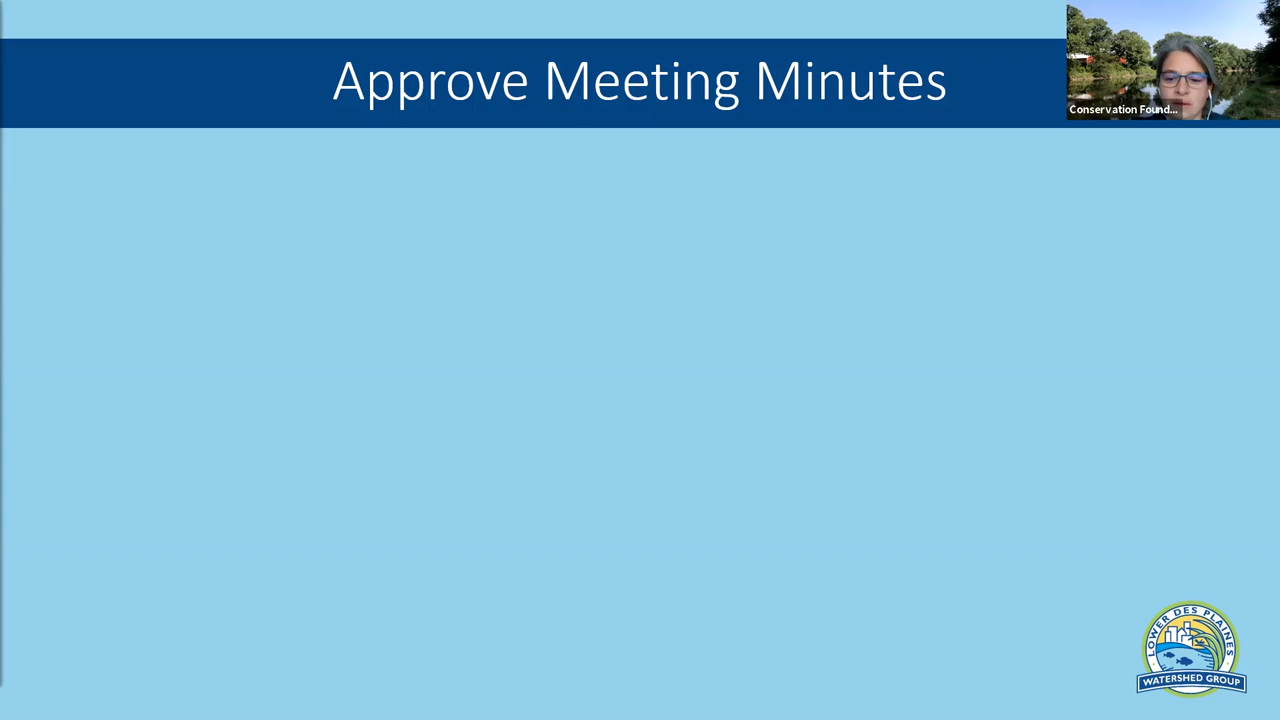 Approve Meeting Minutes
Conservation Found...
LOWER DES PLAINES
WATERSHED GROUP